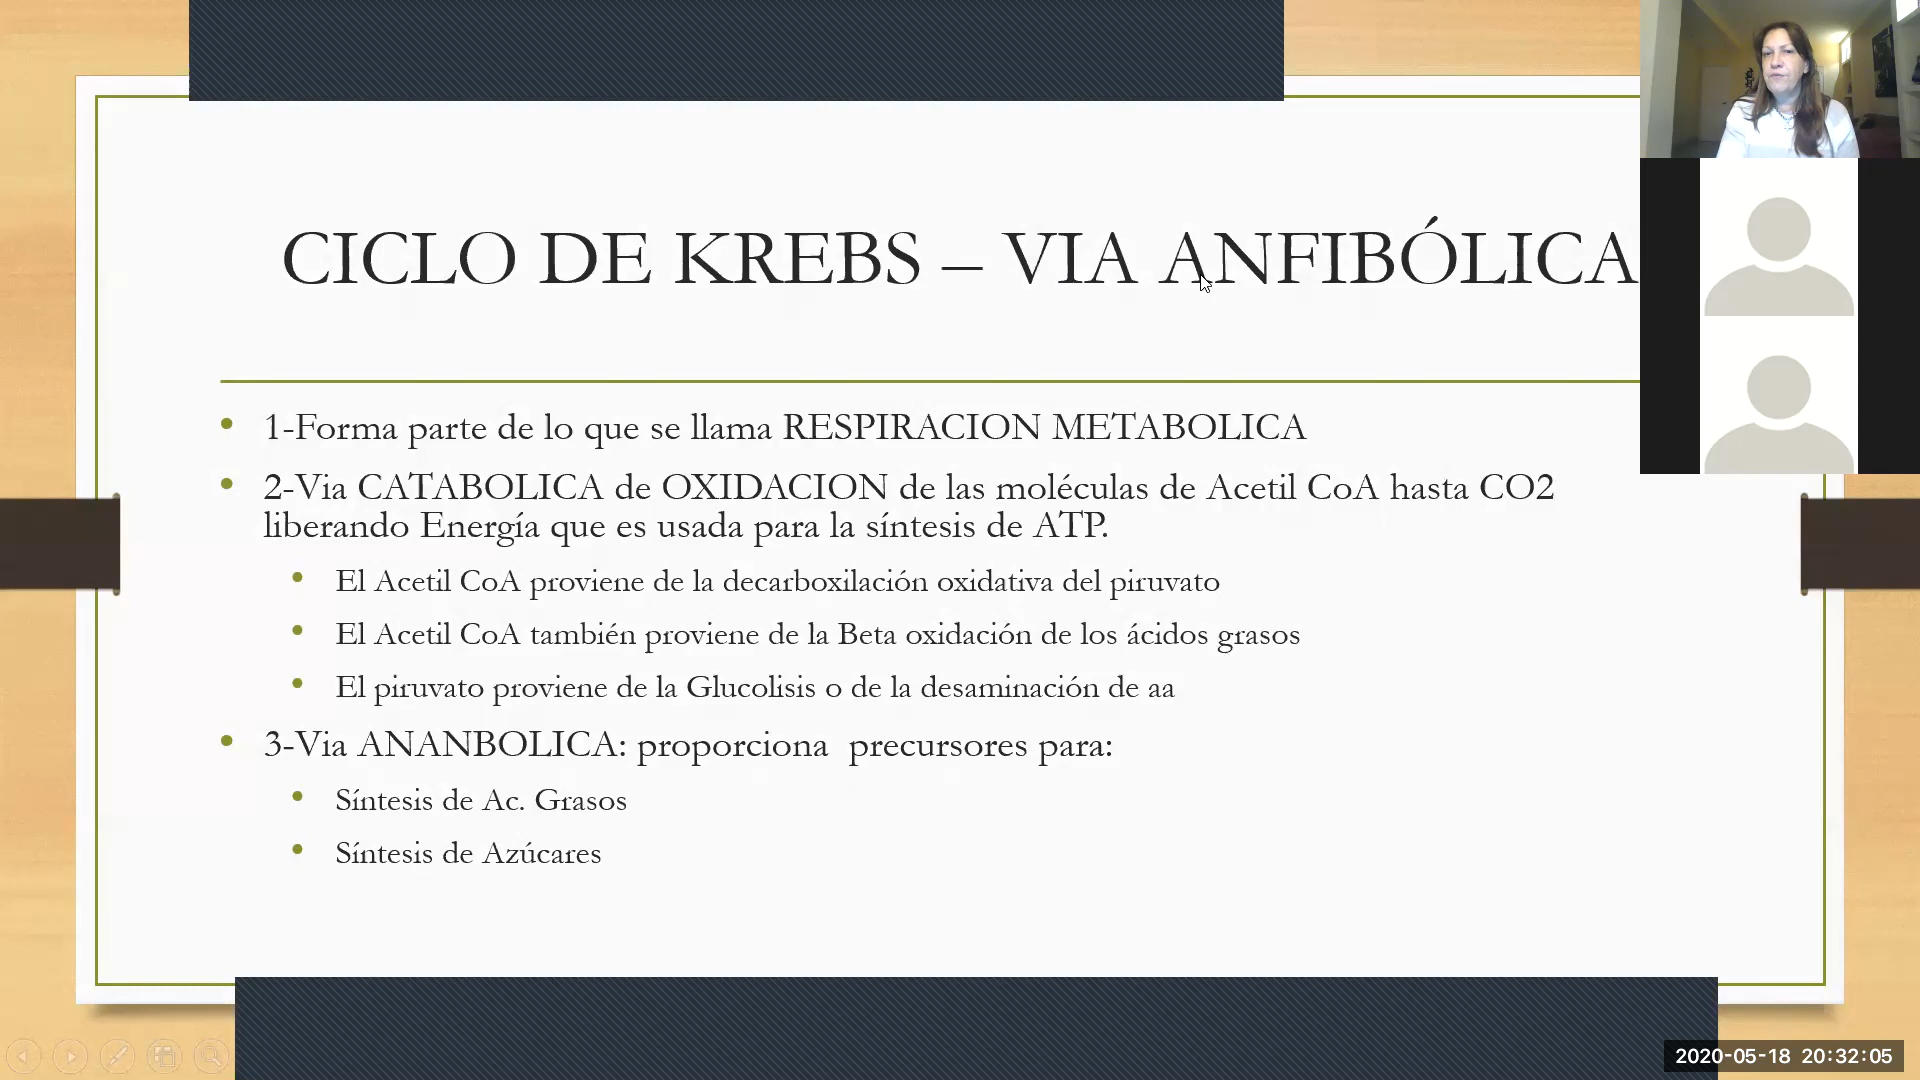 CICLO DE KREBS – VIA ANFIBÓLICA
• 1-Forma parte de lo que se llama RESPIRACION METABOLICA
• 2-Via CATABOLICA de OXIDACION de las moléculas de Acetil CoA hasta CO2
liberando Energía que es usada para la síntesis de ATP.
• El Acetil CoA proviene de la decarboxilación oxidativa del piruvato
• El Acetil CoA también proviene de la Beta oxidación de los ácidos grasos
• El piruvato proviene de la Glucolisis o de la desaminación de aa
• 3-Via ANANBOLICA: proporciona  precursores para:
• Síntesis de Ac. Grasos
• Síntesis de Azúcares
2020-05-18 20:32:05